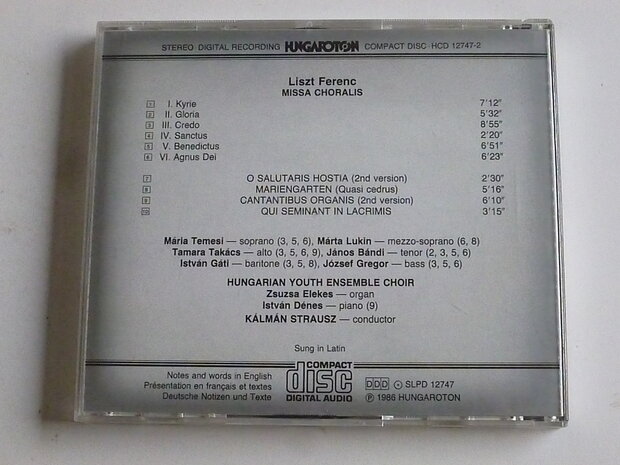 STEREO DIGITAL RECORDING HUNGAROTON COMPACT DISC HCD 12747-2
Liszt Ferenc
MISSA CHORALIS
1 I. Kyrie 7'12"
2 II. Gloria 5'32"
3 III. Credo 8'55"
4 IV. Sanctus 2'20"
5 V. Benedictus 6'51"
6 VI. Agnus Dei 6'23"
7 O SALUTARIS HOSTIA (2nd version) 2'30"
8 MARIENGARTEN (Quasi cedrus) 5'16"
9 CANTANTIBUS ORGANIS (2nd version) 6'10"
10 QUI SEMINANT IN LACRIMIS 3'15"
Mária Temesi — soprano (3, 5, 6), Márta Lukin — mezzo-soprano (6, 8)
Tamara Takács — alto (3, 5, 6, 9), János Bándi — tenor (2, 3, 5, 6)
István Gáti — baritone (3, 5, 8), József Gregor — bass (3, 5, 6)
HUNGARIAN YOUTH ENSEMBLE CHOIR
Zsuzsa Elekes — organ
István Dénes — piano (9)
KÁLMÁN STRAUSZ — conductor
Sung in Latin
Notes and words in English
Présentation en français et textes
Deutsche Notizen und Texte
COMPACT
disc
DIGITAL AUDIO
DDD SLPD 12747
℗ 1986 HUNGAROTON